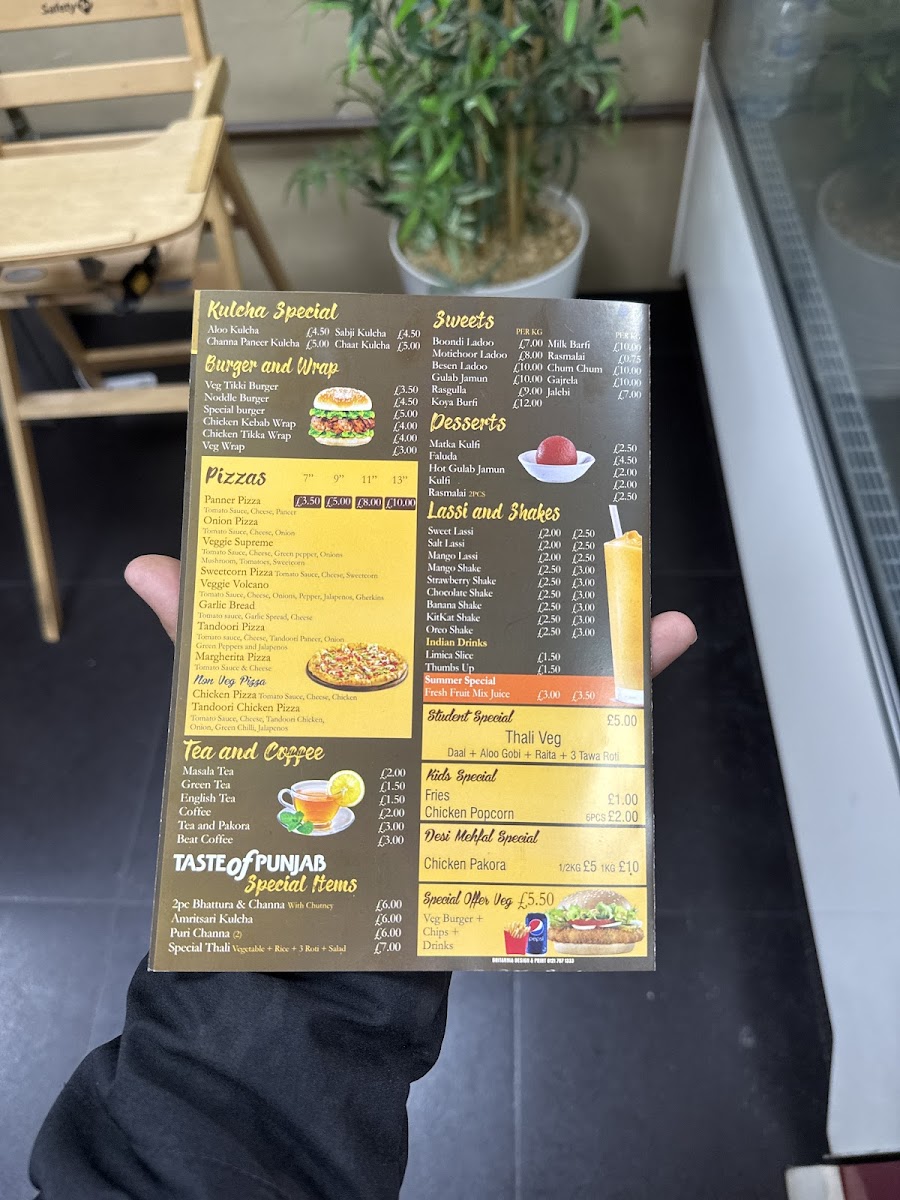 Safety
Kulcha Special
Aloo Kulcha £4.50 Sabji Kulcha £4.50
Channa Paneer Kulcha £5.00 Chaat Kulcha £5.00
Burger and Wrap
Veg Tikki Burger £3.50
Noddle Burger £4.50
Special burger £5.00
Chicken Kebab Wrap £4.00
Chicken Tikka Wrap £4.00
Veg Wrap £3.00
Pizzas 7" 9" 11" 13"
Panner Pizza £3.50 £5.00 £8.00 £10.00
Tomato Sauce, Cheese, Paneer
Onion Pizza
Tomato Sauce, Cheese, Onion
Veggie Supreme
Tomato Sauce, Cheese, Green pepper, Onions
Mushroom, Tomatoes, Sweetcorn
Sweetcorn Pizza Tomato Sauce, Cheese, Sweetcorn
Veggie Volcano
Tomato Sauce, Cheese, Onions, Pepper, Jalapenos, Gherkins
Garlic Bread
Tomato sauce, Garlic Spread, Cheese
Tandoori Pizza
Tomato sauce, Cheese, Tandoori Paneer, Onion
Green Peppers and Jalapenos
Margherita Pizza
Tomato Sauce & Cheese
Non Veg Pizza
Chicken Pizza Tomato Sauce, Cheese, Chicken
Tandoori Chicken Pizza
Tomato Sauce, Cheese, Tandoori Chicken,
Onion, Green Chilli, Jalapenos
Tea and Coffee
Masala Tea £2.00
Green Tea £1.50
English Tea £1.50
Coffee £2.00
Tea and Pakora £3.00
Beat Coffee £3.00
TASTE of PUNJAB
Special Items
2pc Bhattura & Channa With Chutney £6.00
Amritsari Kulcha £6.00
Puri Channa (2) £6.00
Special Thali Vegetable + Rice + 3 Roti + Salad £7.00
Sweets
PER KG PER KG
Boondi Ladoo £7.00 Milk Barfi £10.00
Motichoor Ladoo £8.00 Rasmalai £0.75
Besen Ladoo £10.00 Chum Chum £10.00
Gulab Jamun £10.00 Gajrela £10.00
Rasgulla £9.00 Jalebi £7.00
Koya Burfi £12.00
Desserts
Matka Kulfi £2.50
Faluda £4.50
Hot Gulab Jamun £2.00
Kulfi £2.00
Rasmalai 2PCS £2.50
Lassi and Shakes
Sweet Lassi £2.00 £2.50
Salt Lassi £2.00 £2.50
Mango Lassi £2.00 £2.50
Mango Shake £2.50 £3.00
Strawberry Shake £2.50 £3.00
Chocolate Shake £2.50 £3.00
Banana Shake £2.50 £3.00
KitKat Shake £2.50 £3.00
Oreo Shake £2.50 £3.00
Indian Drinks
Limica Slice £1.50
Thumbs Up £1.50
Summer Special
Fresh Fruit Mix Juice £3.00 £3.50
Student Special £5.00
Thali Veg
Daal + Aloo Gobi + Raita + 3 Tawa Roti
Kids Special
Fries £1.00
Chicken Popcorn 6PCS £2.00
Desi Mehfal Special
Chicken Pakora 1/2KG £5 1KG £10
Special Offer Veg £5.50
Veg Burger +
Chips +
Drinks
pepsi
BRITANNIA DESIGN & PRINT 0121 767 1333